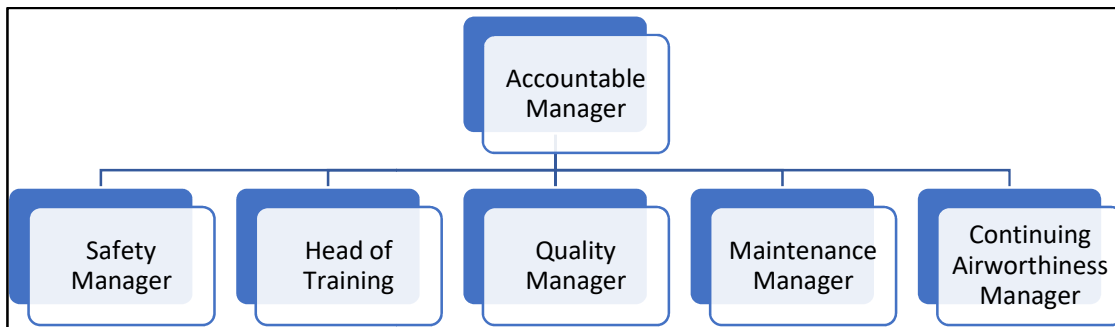 Accountable
Manager
Safety
Manager
Head of
Training
Quality
Manager
Maintenance
Manager
Continuing
Airworthiness
Manager